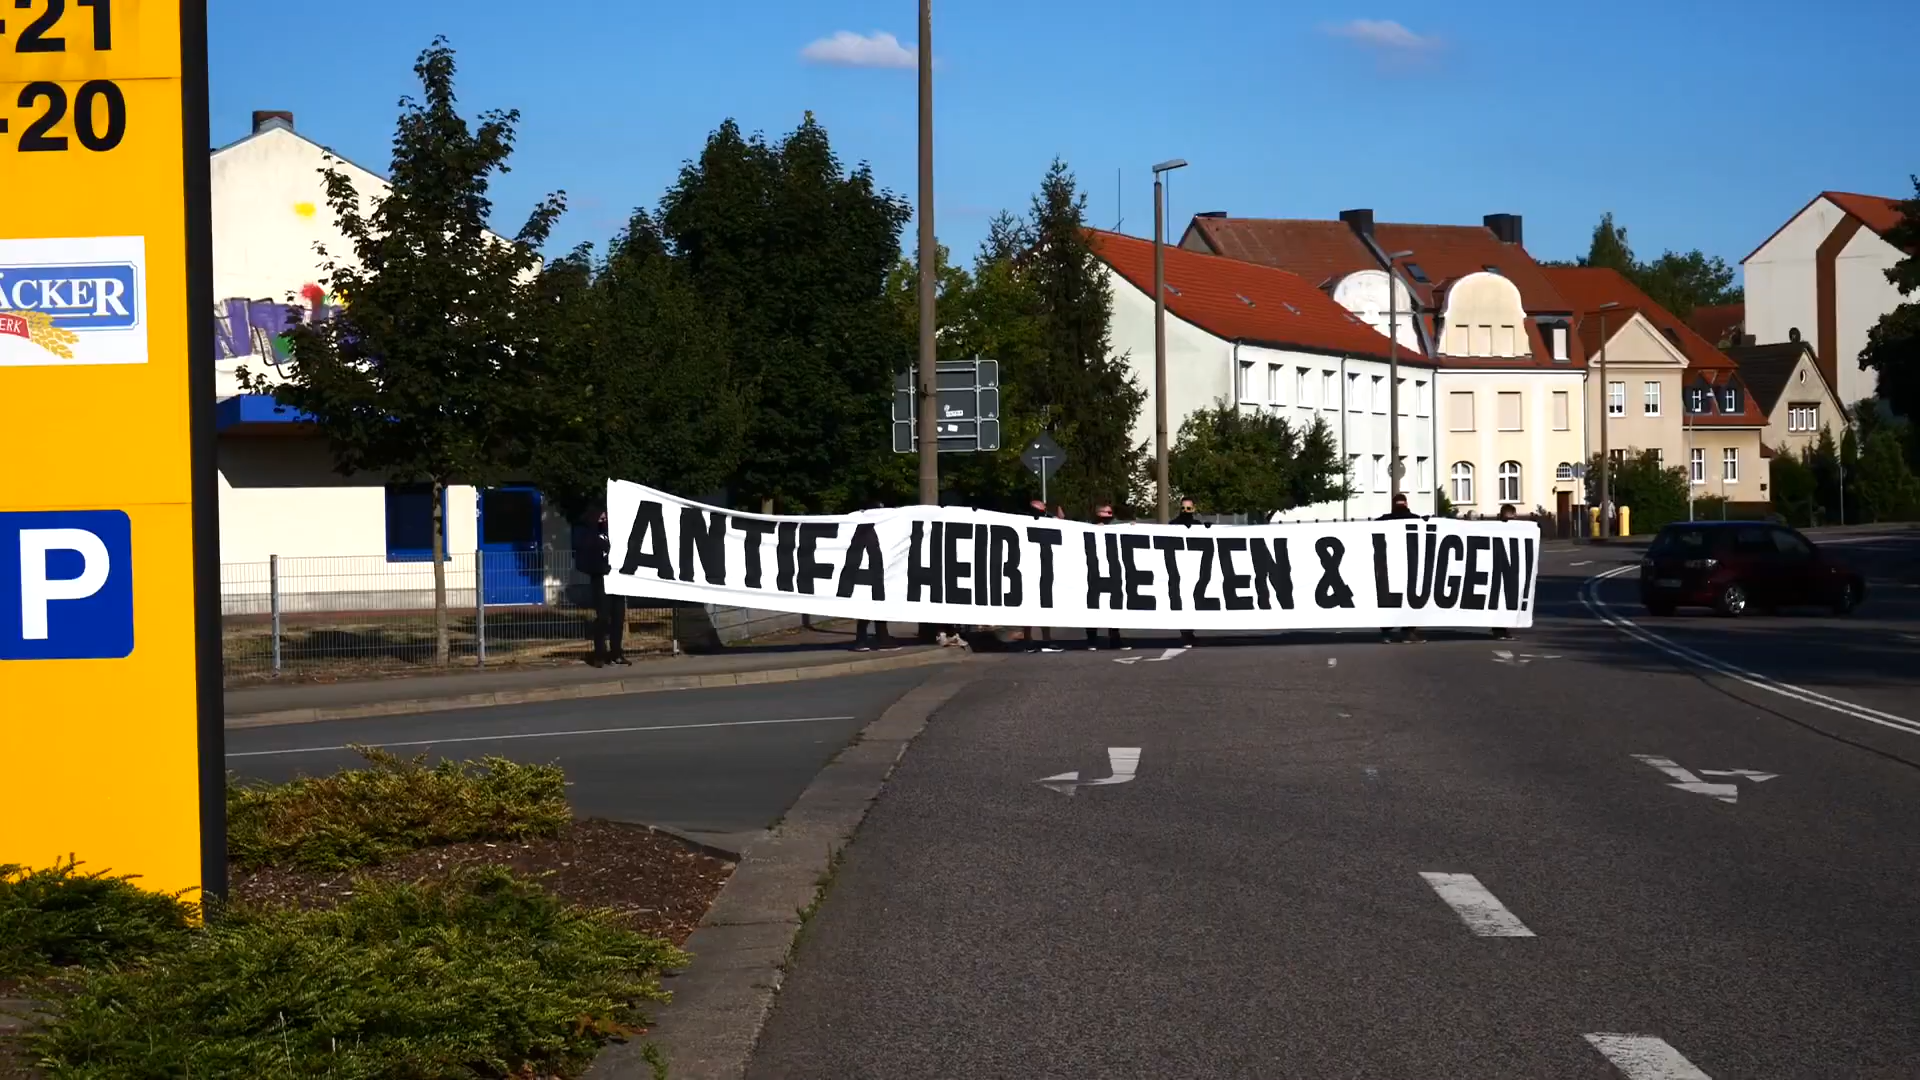 -21
-20
ÄCKER
ERK
P
ANTIFA HEIßT HETZEN & LÜGEN!